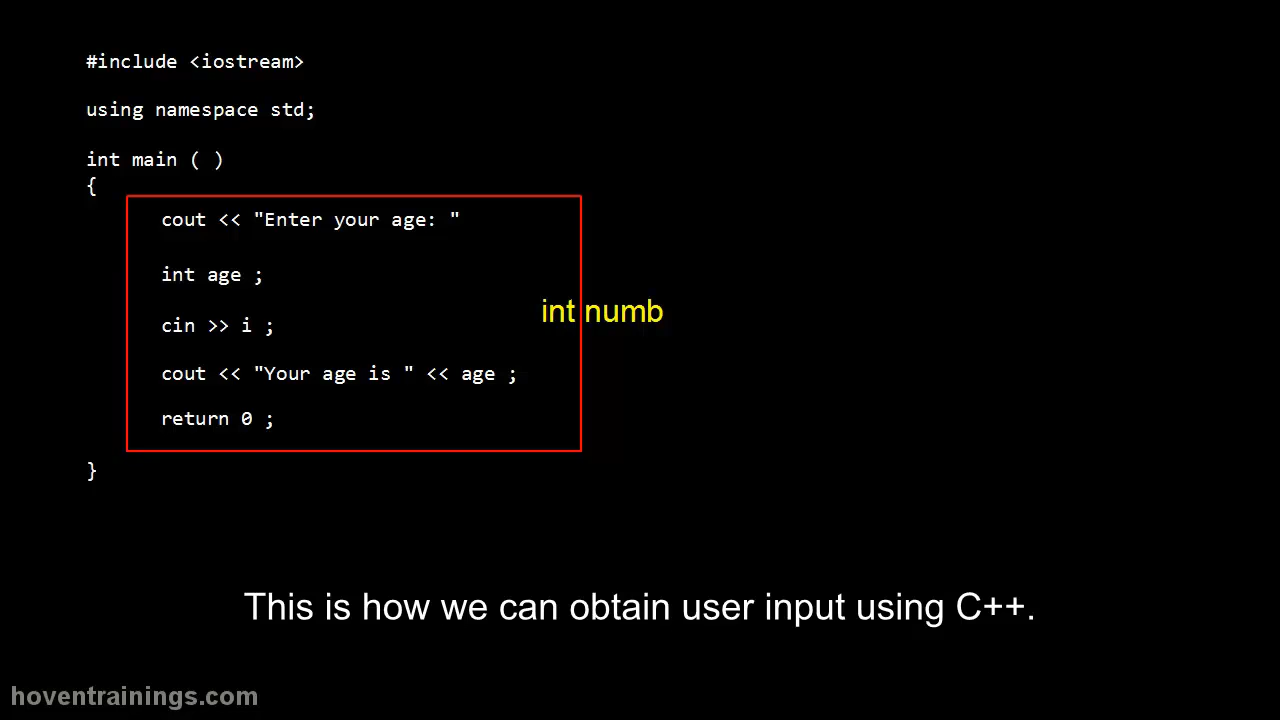 #include <iostream>
using namespace std;
int main ( )
{
cout << "Enter your age: "
int age ;
int numb
cin >> i ;
cout << "Your age is " << age ;
return 0 ;
}
This is how we can obtain user input using C++.
hoventrainings.com